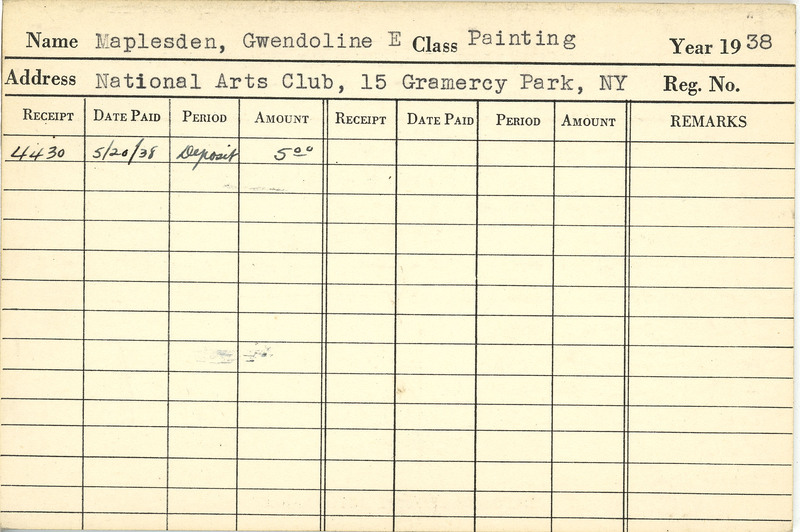 Name Maplesden, Gwendoline E Class Painting Year 1938
Address National Arts Club, 15 Gramercy Park, NY Reg. No.
RECEIPT DATE PAID PERIOD AMOUNT RECEIPT DATE PAID PERIOD AMOUNT REMARKS
4430 5/20/38 Deposit 5.00